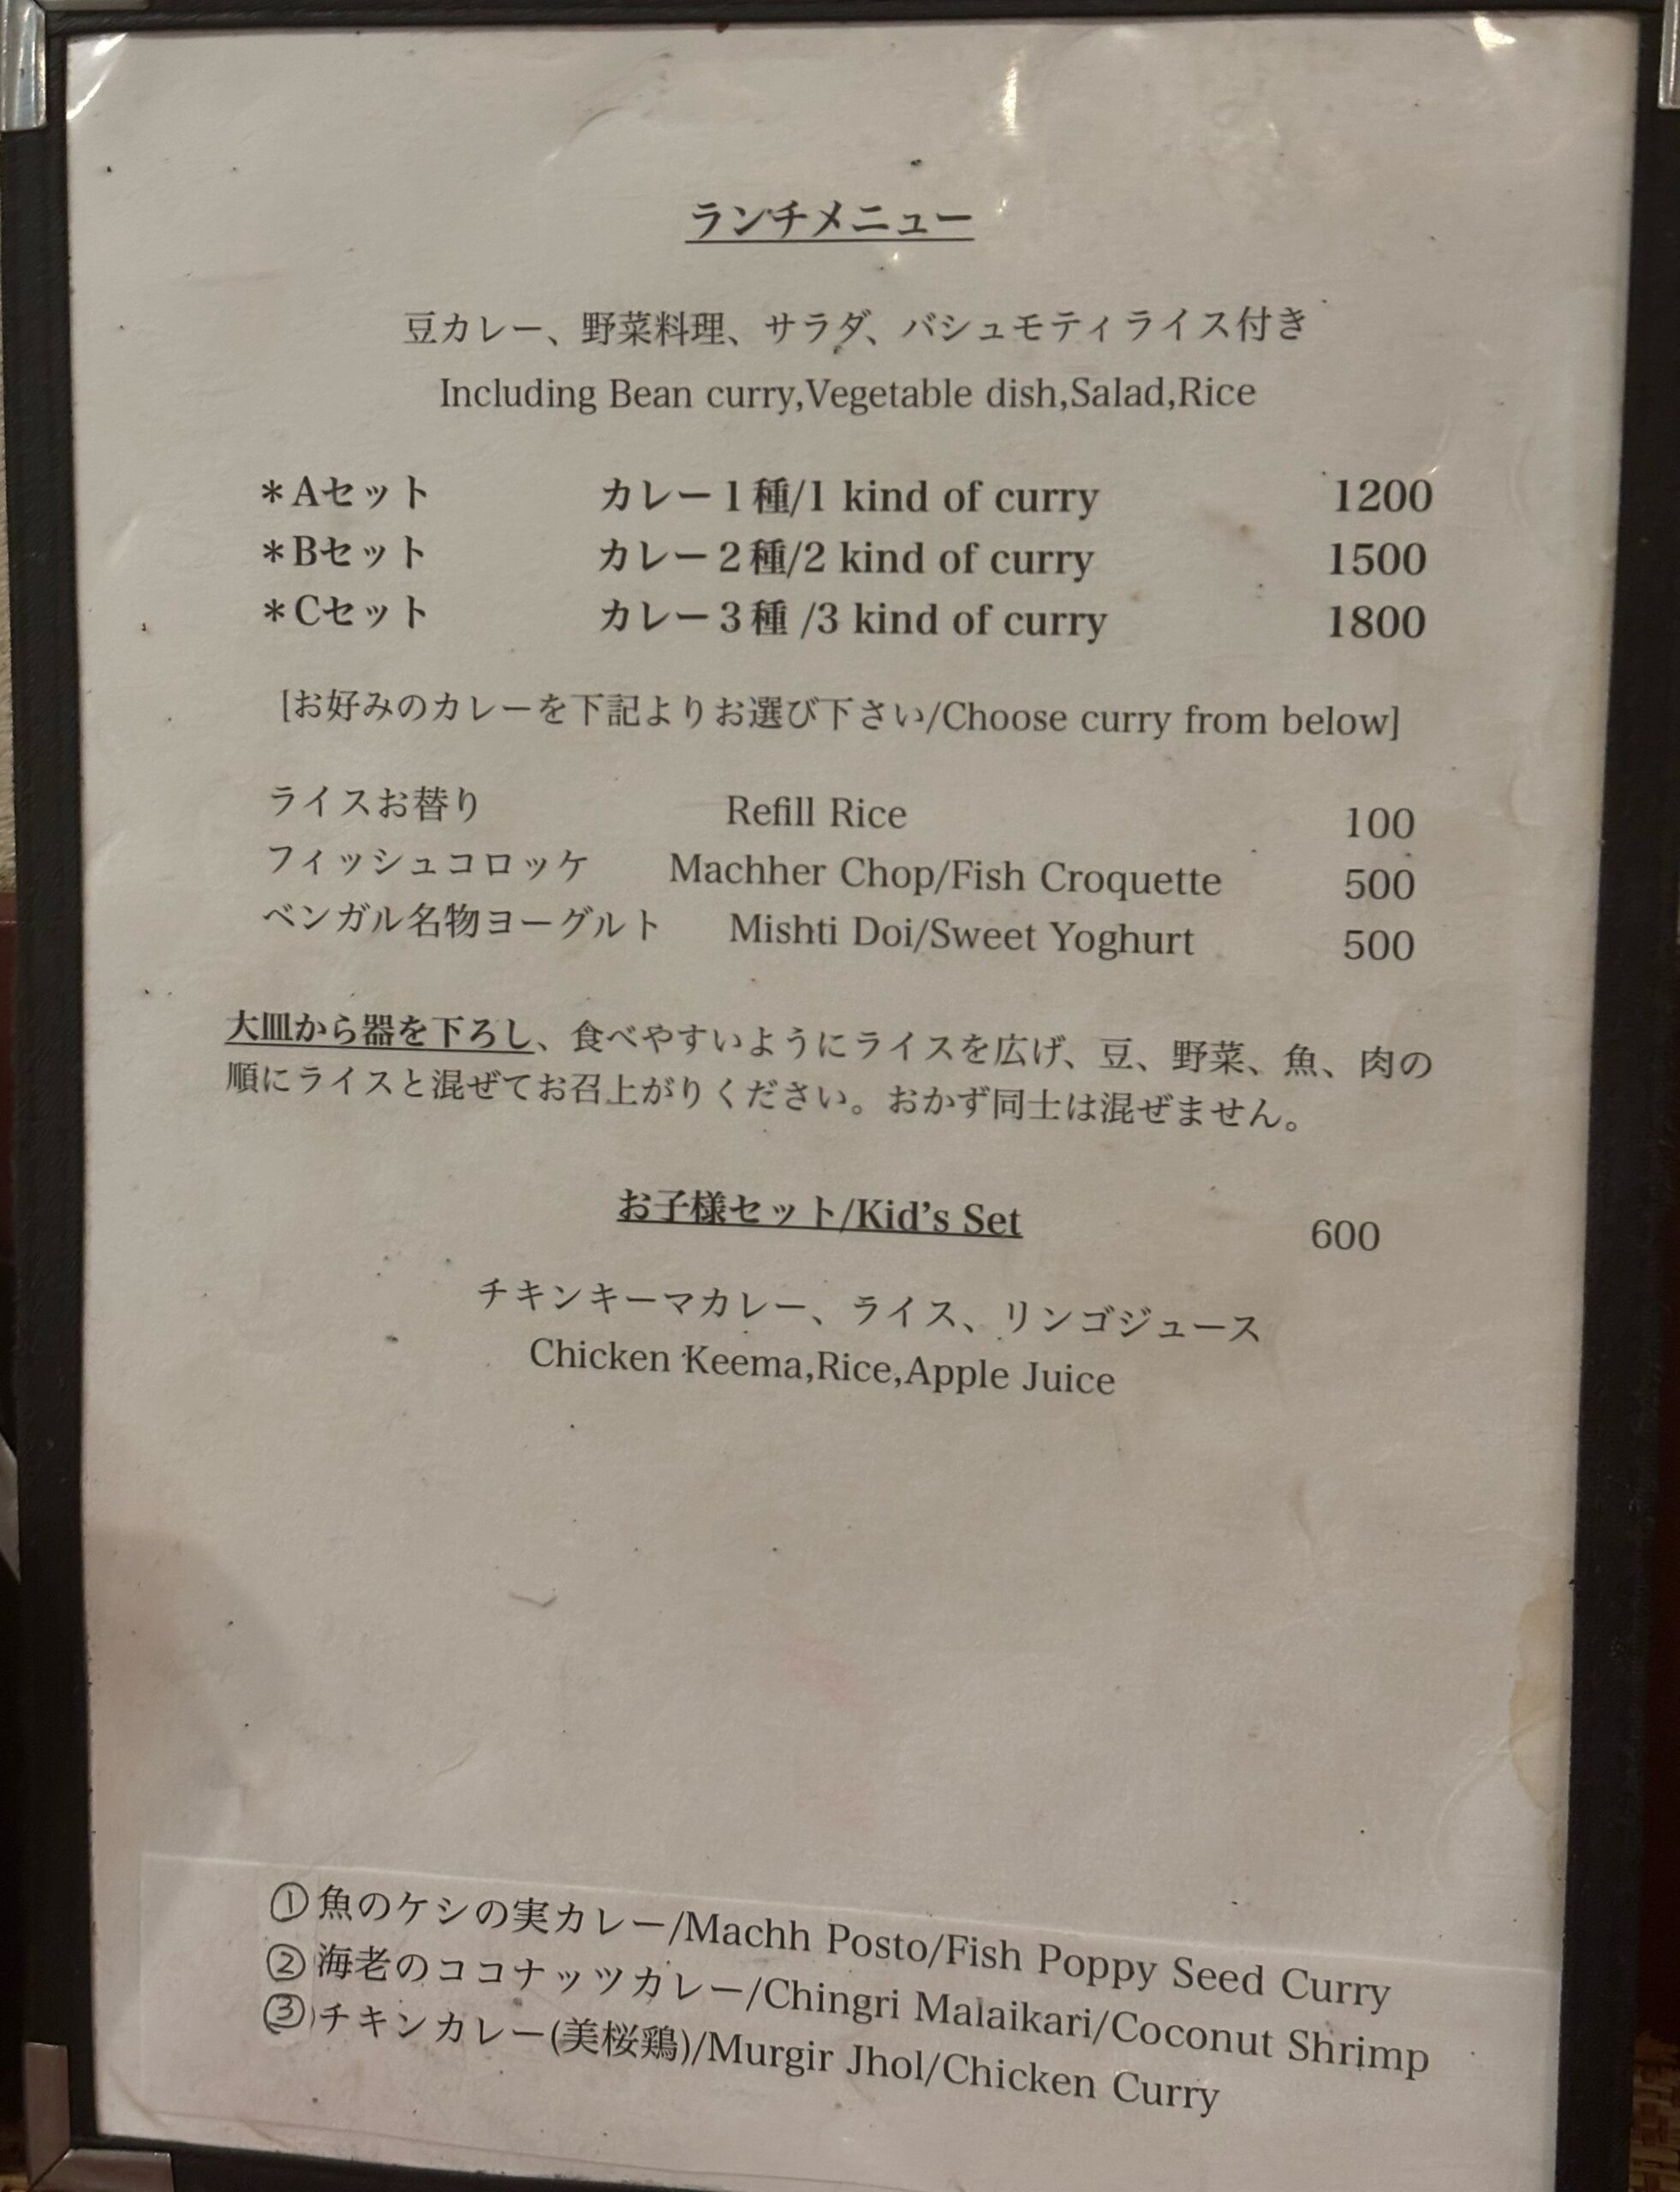 ランチメニュー
豆カレー、野菜料理、サラダ、バシュモティライス付き
Including Bean curry,Vegetable dish,Salad,Rice
＊Aセット カレー１種/1 kind of curry 1200
＊Bセット カレー２種/2 kind of curry 1500
＊Cセット カレー３種 /3 kind of curry 1800
[お好みのカレーを下記よりお選び下さい/Choose curry from below]
ライスお替り Refill Rice 100
フィッシュコロッケ Machher Chop/Fish Croquette 500
ベンガル名物ヨーグルト Mishti Doi/Sweet Yoghurt 500
大皿から器を下ろし、食べやすいようにライスを広げ、豆、野菜、魚、肉の
順にライスと混ぜてお召上がりください。おかず同士は混ぜません。
お子様セット/Kid’s Set 600
チキンキーマカレー、ライス、リンゴジュース
Chicken Keema,Rice,Apple Juice
①魚のケシの実カレー/Machh Posto/Fish Poppy Seed Curry
②海老のココナッツカレー/Chingri Malaikari/Coconut Shrimp
③チキンカレー(美桜鶏)/Murgir Jhol/Chicken Curry